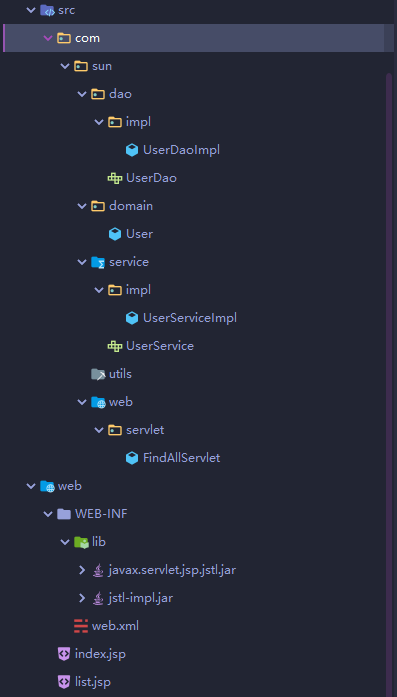 src
com
sun
dao
impl
UserDaoImpl
UserDao
domain
User
service
impl
UserServiceImpl
UserService
utils
web
servlet
FindAllServlet
web
WEB-INF
lib
javax.servlet.jsp.jstl.jar
jstl-impl.jar
web.xml
index.jsp
list.jsp